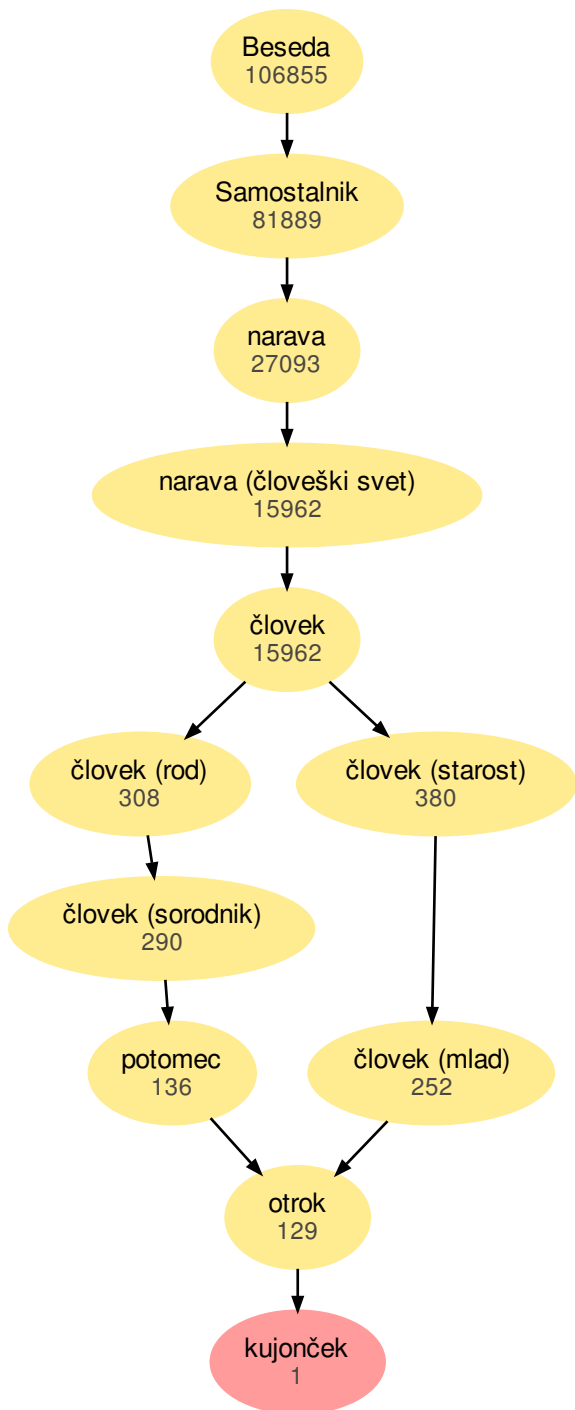 Beseda
106855
Samostalnik
81889
narava
27093
narava (človeški svet)
15962
človek
15962
človek (rod)
308
človek (starost)
380
človek (sorodnik)
290
potomec
136
človek (mlad)
252
otrok
129
kujonček
1